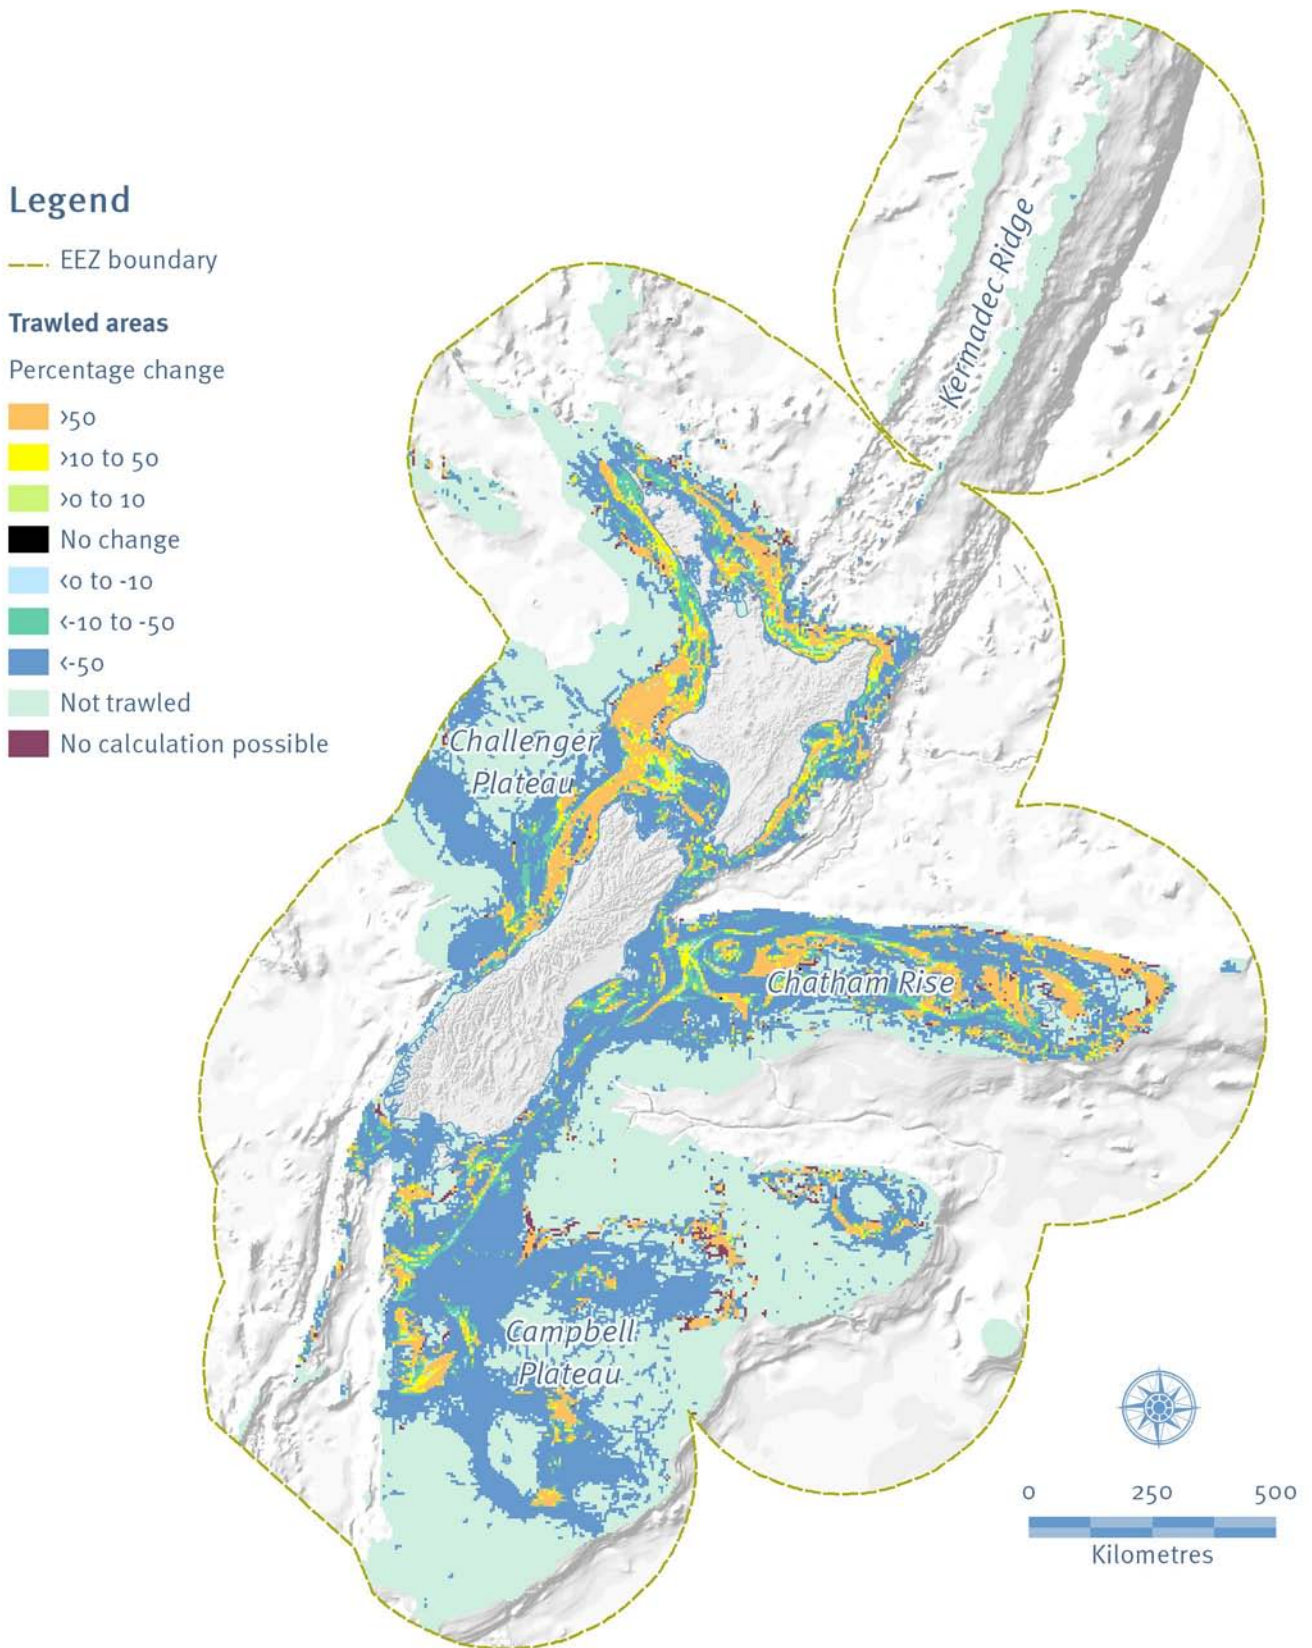 Legend
EEZ boundary
Trawled areas
Percentage change
>50
>10 to 50
>0 to 10
No change
<0 to -10
<-10 to -50
<-50
Not trawled
No calculation possible
Kermadec Ridge
Challenger
Plateau
Chatham Rise
Campbell
Plateau
0 250 500
Kilometres